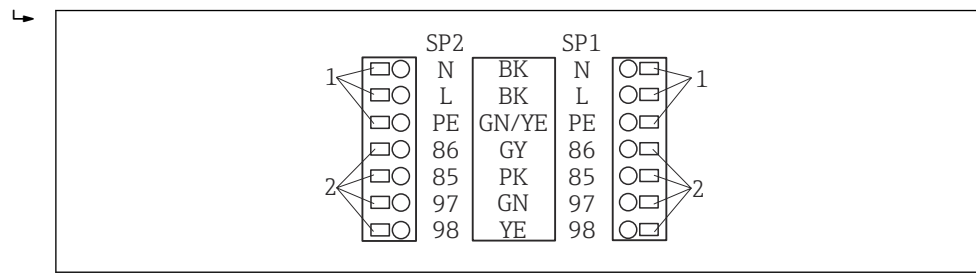 SP2 SP1
1 N BK N 1
L BK L
PE GN/YE PE
86 GY 86
2 85 PK 85 2
97 GN 97
98 YE 98